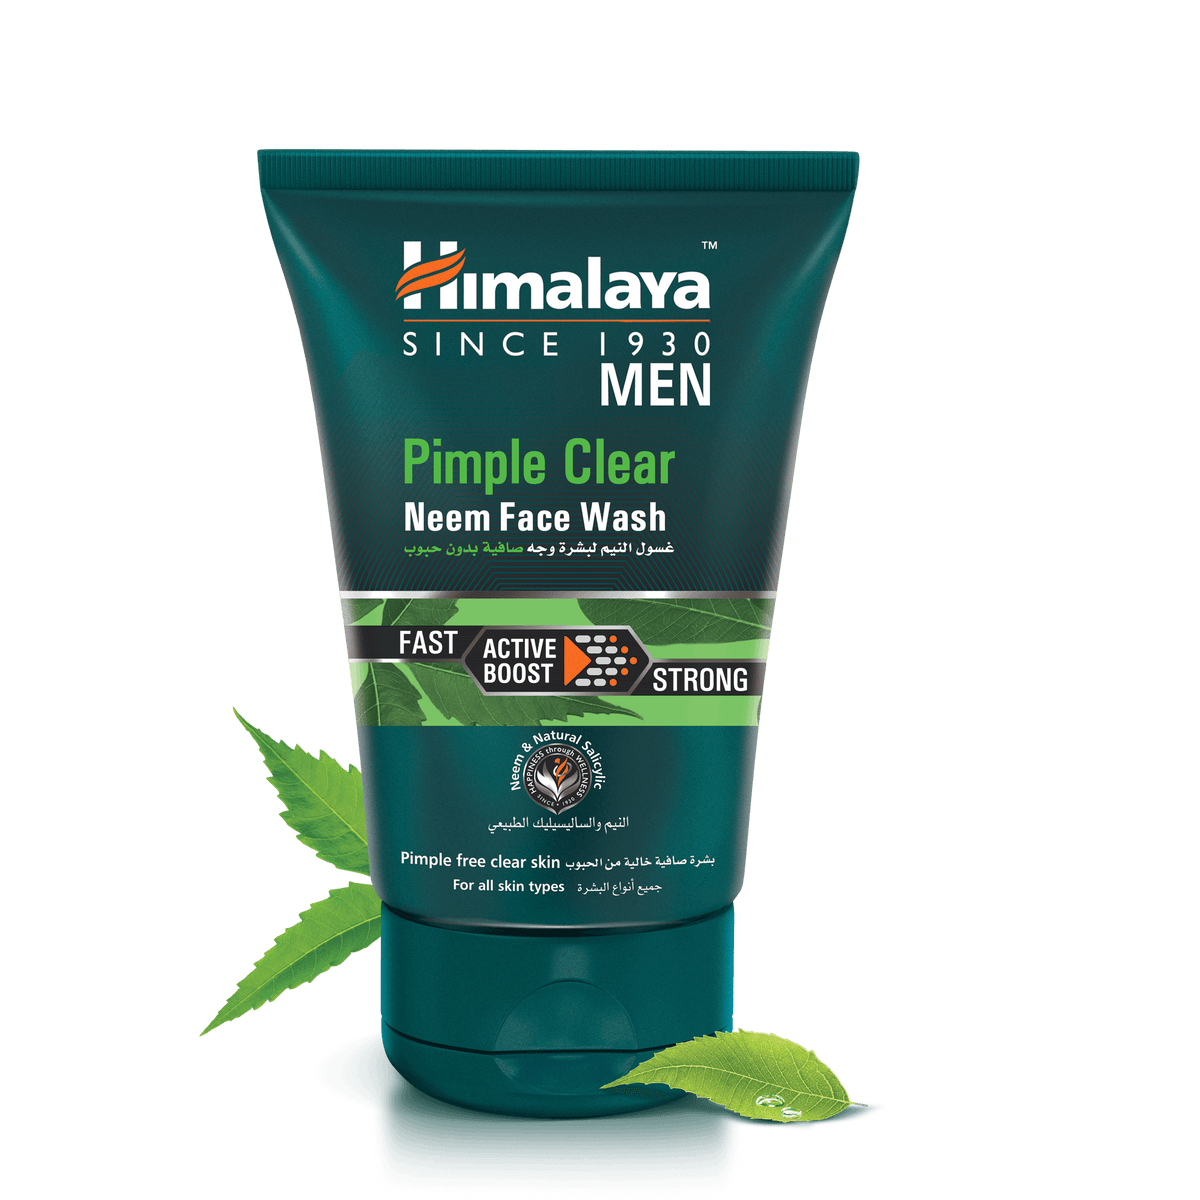 Himalaya™
SINCE 1930
MEN
Pimple Clear
Neem Face Wash
غسول النيم لبشرة وجه صافية بدون حبوب
FAST
ACTIVE
BOOST
STRONG
Neem & Natural Salicylic
HAPPINESS through WELLNESS
SINCE • 1930
النيم والساليسيليك الطبيعي
Pimple free clear skin بشرة صافية خالية من الحبوب
For all skin types جميع أنواع البشرة